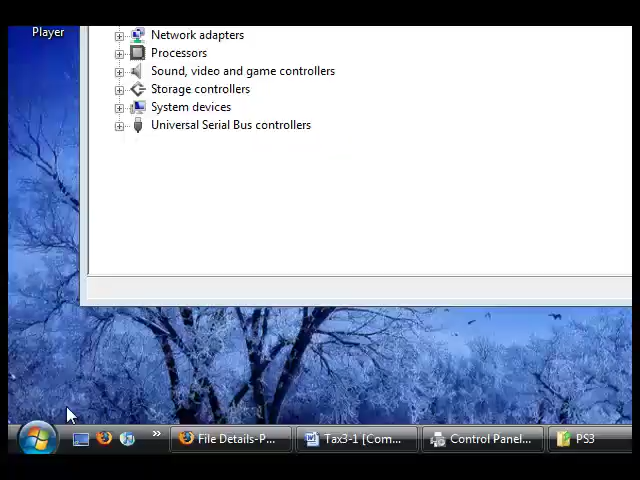 Player
Network adapters
Processors
Sound, video and game controllers
Storage controllers
System devices
Universal Serial Bus controllers
File Details-P...
Tax3-1 [Com...
Control Panel...
PS3